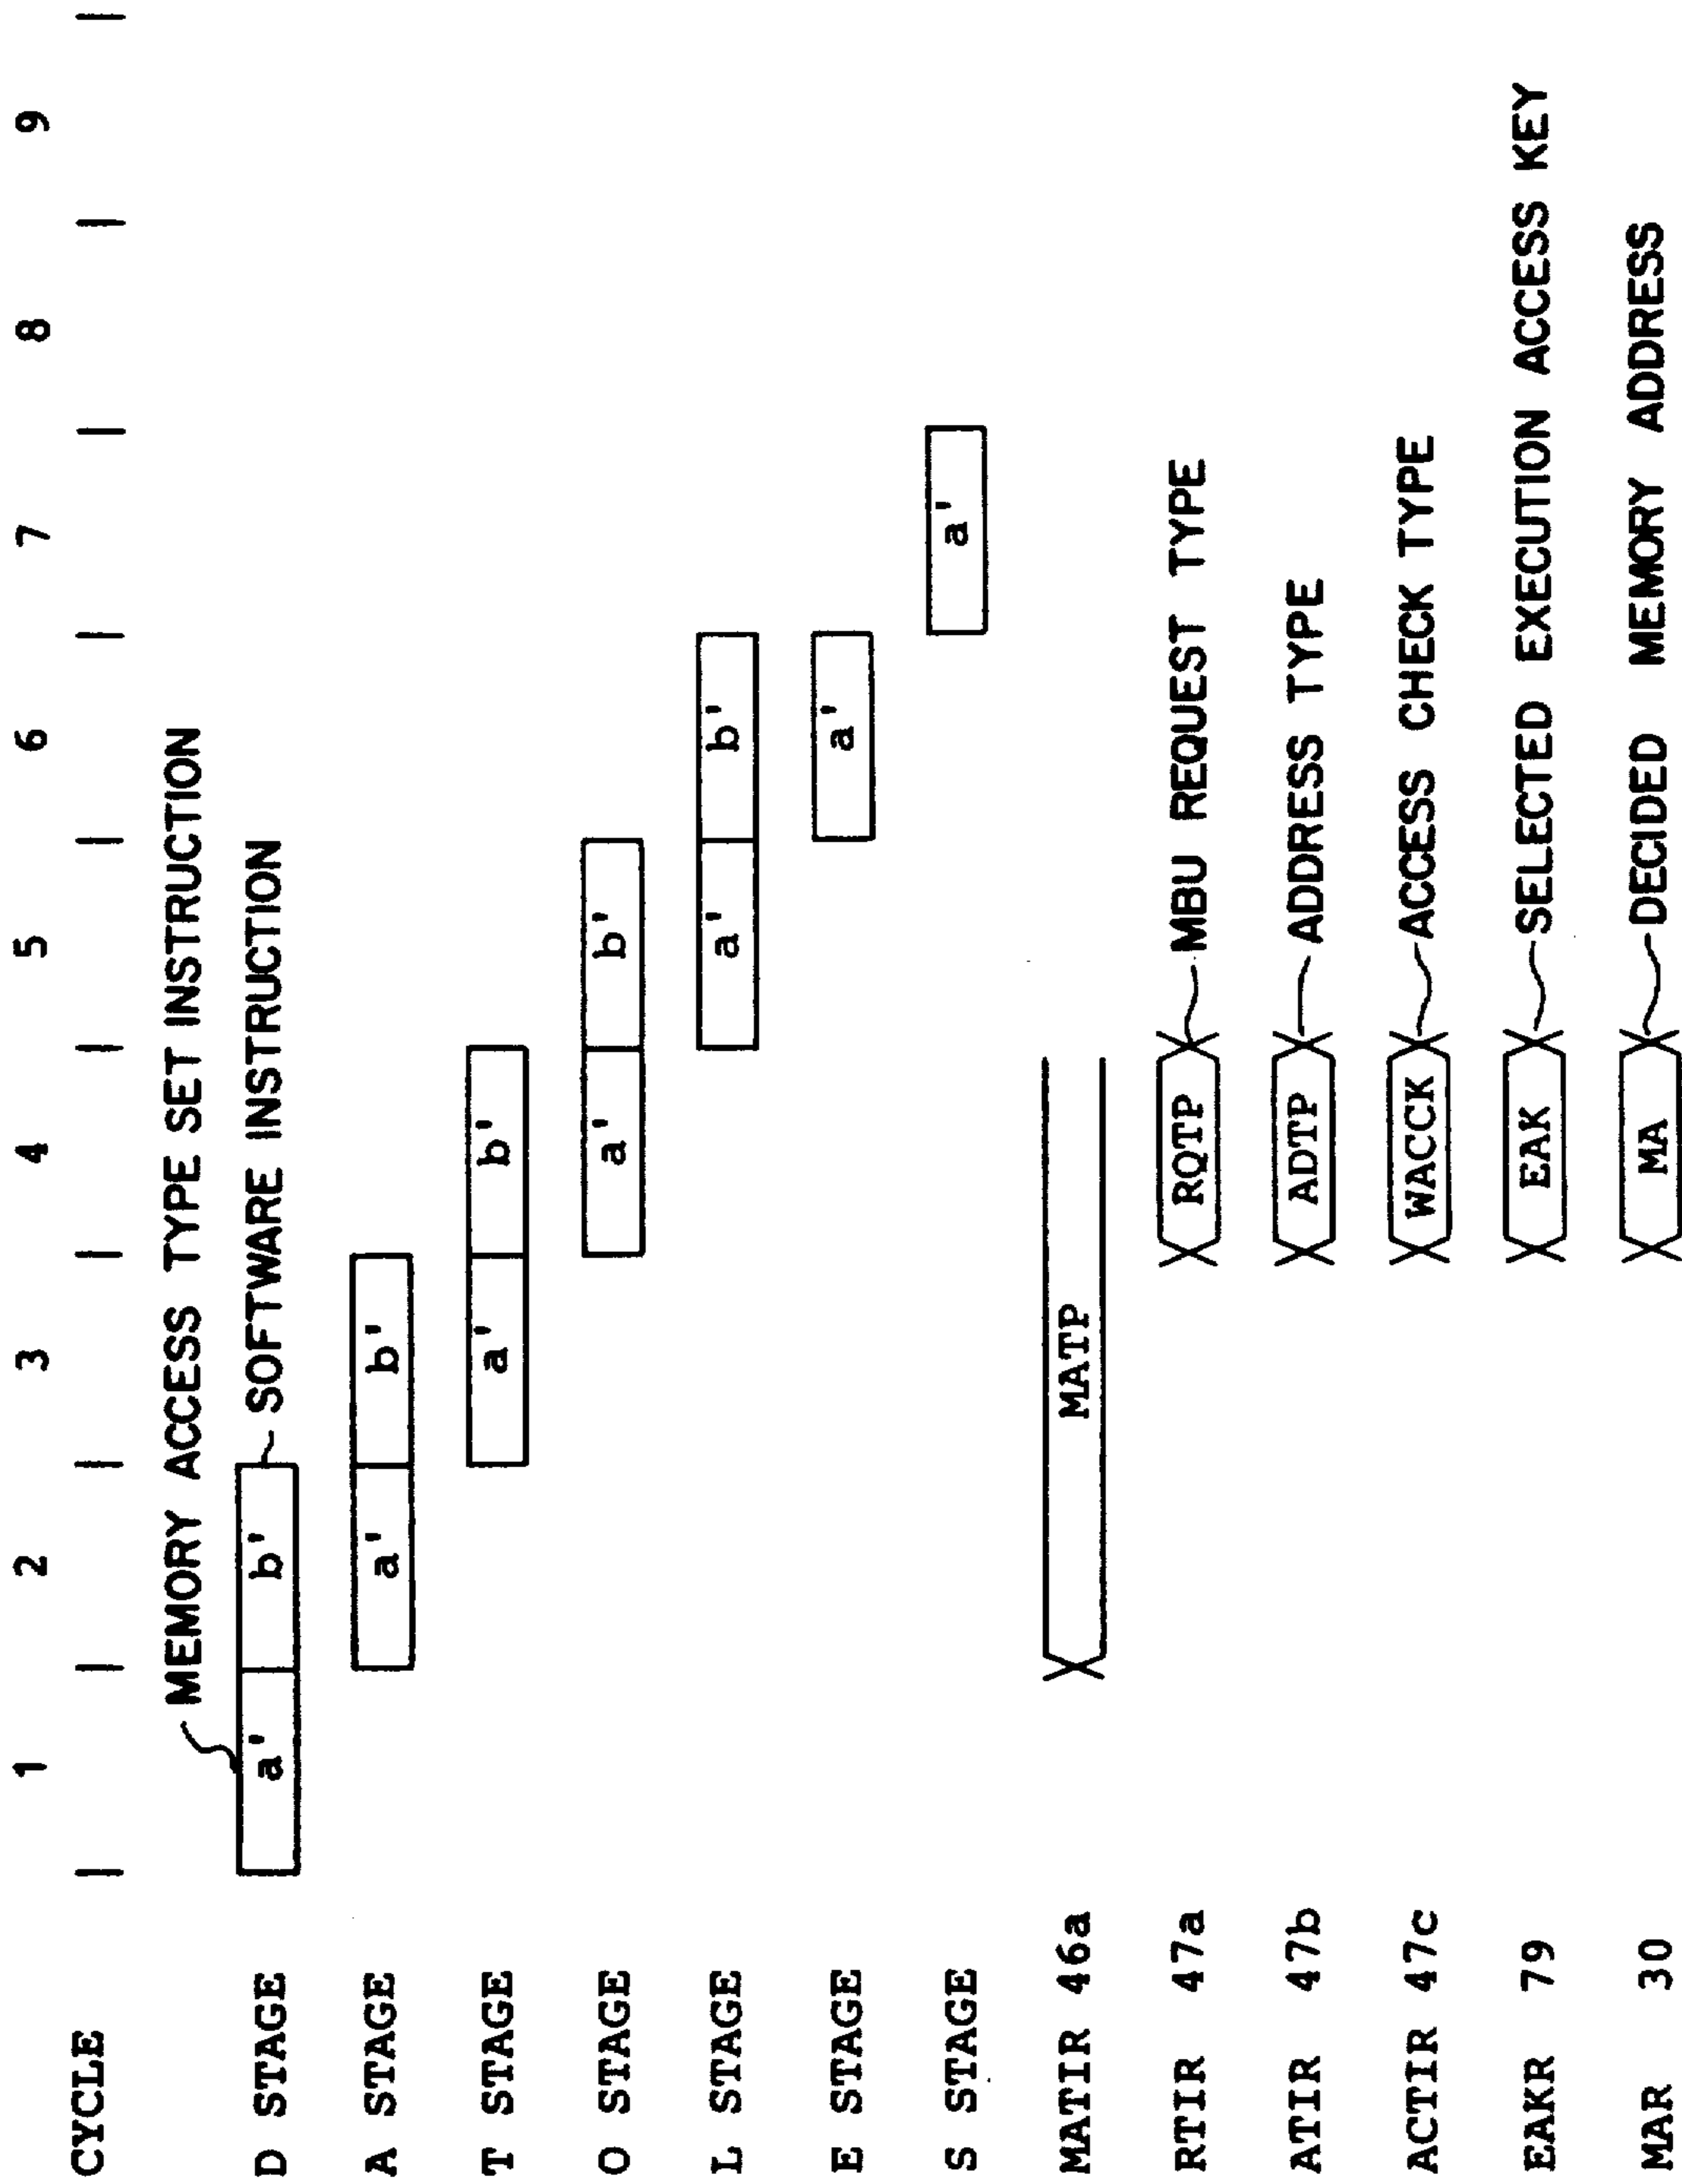 CYCLE 1 2 3 4 5 6 7 8 9
MEMORY ACCESS TYPE SET INSTRUCTION
D STAGE a' b' SOFTWARE INSTRUCTION
A STAGE a' b'
T STAGE a' b'
O STAGE a' b'
L STAGE a' b'
E STAGE a'
S STAGE a'
MATIR 46a MATP
RTIR 47a RQTP MBU REQUEST TYPE
ATIR 47b ADTP ADDRESS TYPE
ACTIR 47c WACCK ACCESS CHECK TYPE
EAKR 79 EAK SELECTED EXECUTION ACCESS KEY
MAR 30 MA DECIDED MEMORY ADDRESS